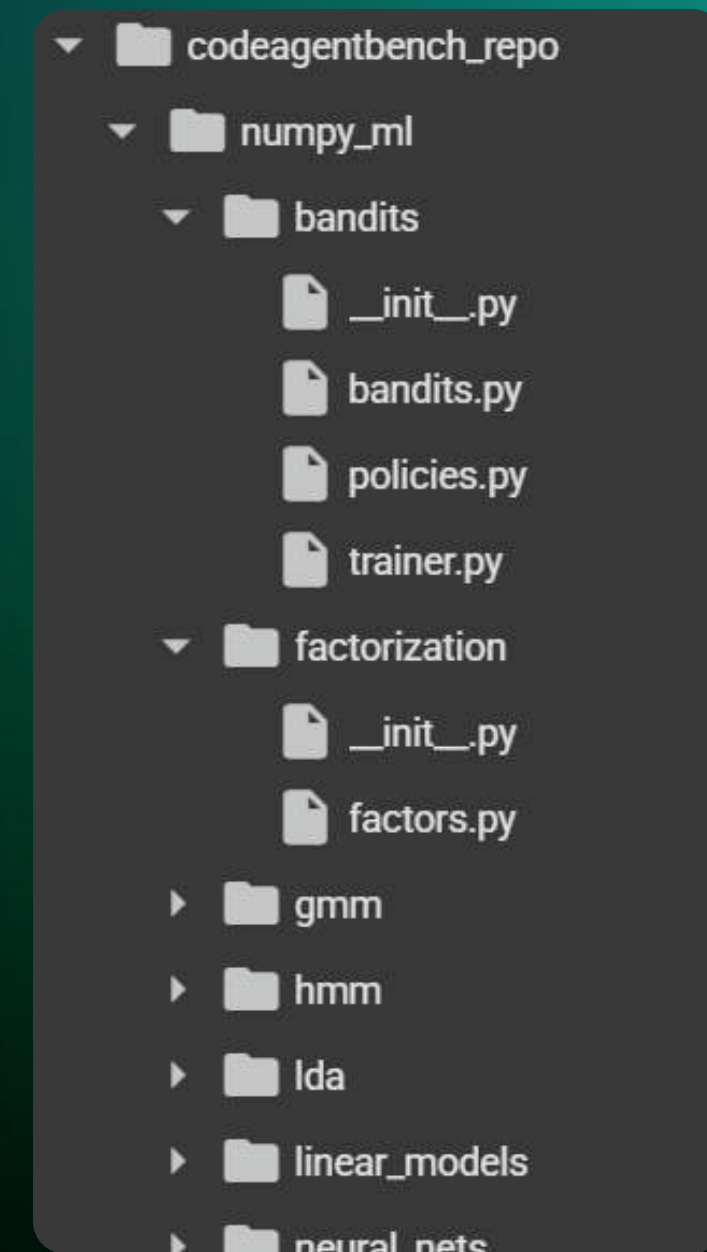 codeagentbench_repo
numpy_ml
bandits
__init__.py
bandits.py
policies.py
trainer.py
factorization
__init__.py
factors.py
gmm
hmm
lda
linear_models
neural_nets